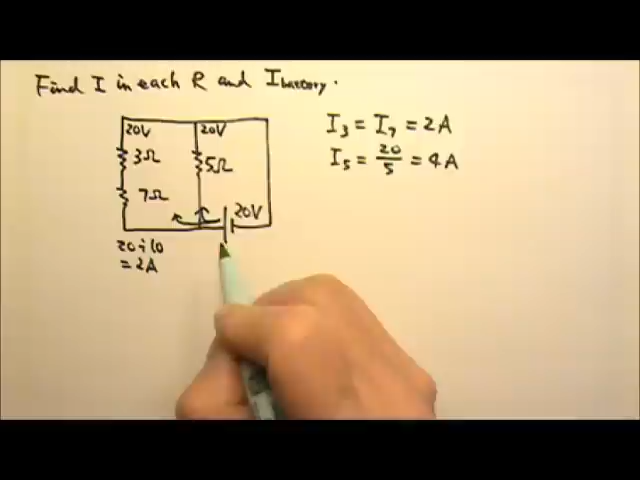 Find I in each R and I battery.
20V 20V
3Ω 5Ω
7Ω
20V
20÷10
= 2A
I₃ = I₇ = 2A
I₅ = 20/5 = 4A